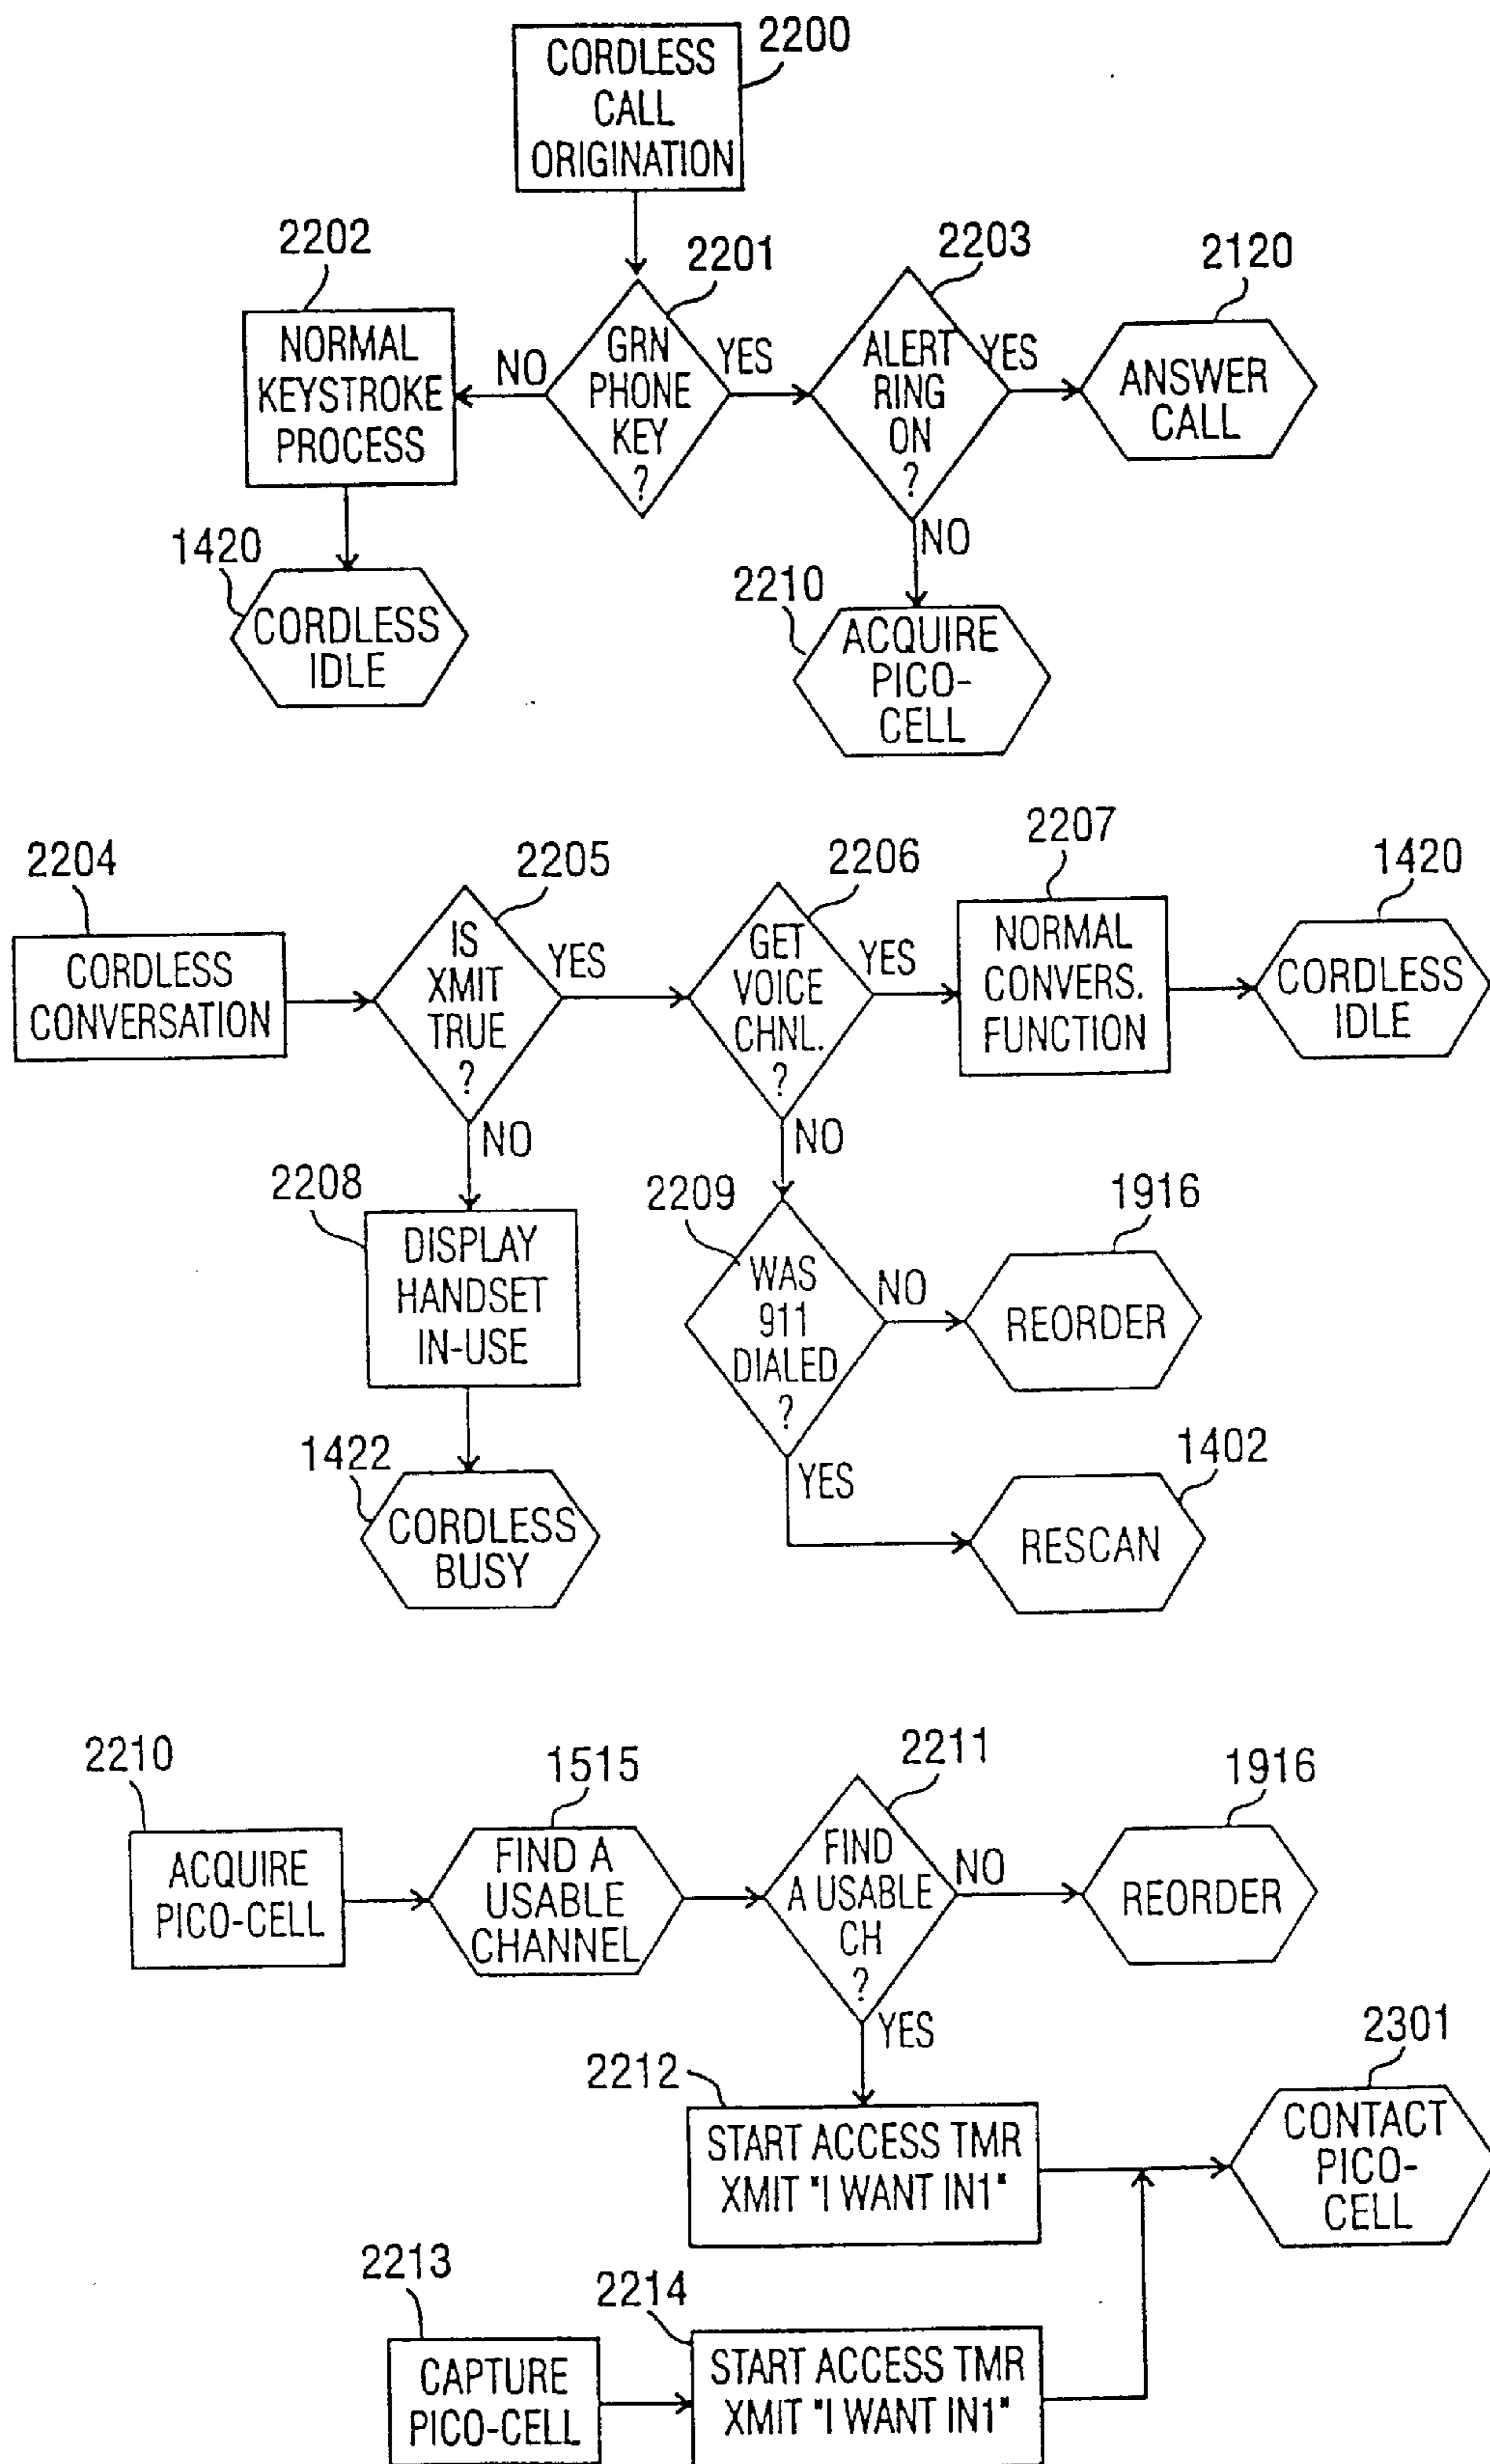 2200
CORDLESS
CALL
ORIGINATION
2202
2201
2203
2120
NORMAL
KEYSTROKE
PROCESS
NO
GRN
PHONE
KEY
?
YES
ALERT
RING
ON
?
YES
ANSWER
CALL
1420
CORDLESS
IDLE
NO
2210
ACQUIRE
PICO-
CELL
2204
CORDLESS
CONVERSATION
2205
IS
XMIT
TRUE
?
YES
2206
GET
VOICE
CHNL.
?
YES
2207
NORMAL
CONVERS.
FUNCTION
1420
CORDLESS
IDLE
NO
2208
DISPLAY
HANDSET
IN-USE
1422
CORDLESS
BUSY
NO
2209
WAS
911
DIALED
?
NO
1916
REORDER
YES
1402
RESCAN
2210
ACQUIRE
PICO-CELL
1515
FIND A
USABLE
CHANNEL
2211
FIND
A USABLE
CH
?
NO
1916
REORDER
YES
2212
START ACCESS TMR
XMIT "I WANT IN1"
2301
CONTACT
PICO-
CELL
2213
CAPTURE
PICO-CELL
2214
START ACCESS TMR
XMIT "I WANT IN1"